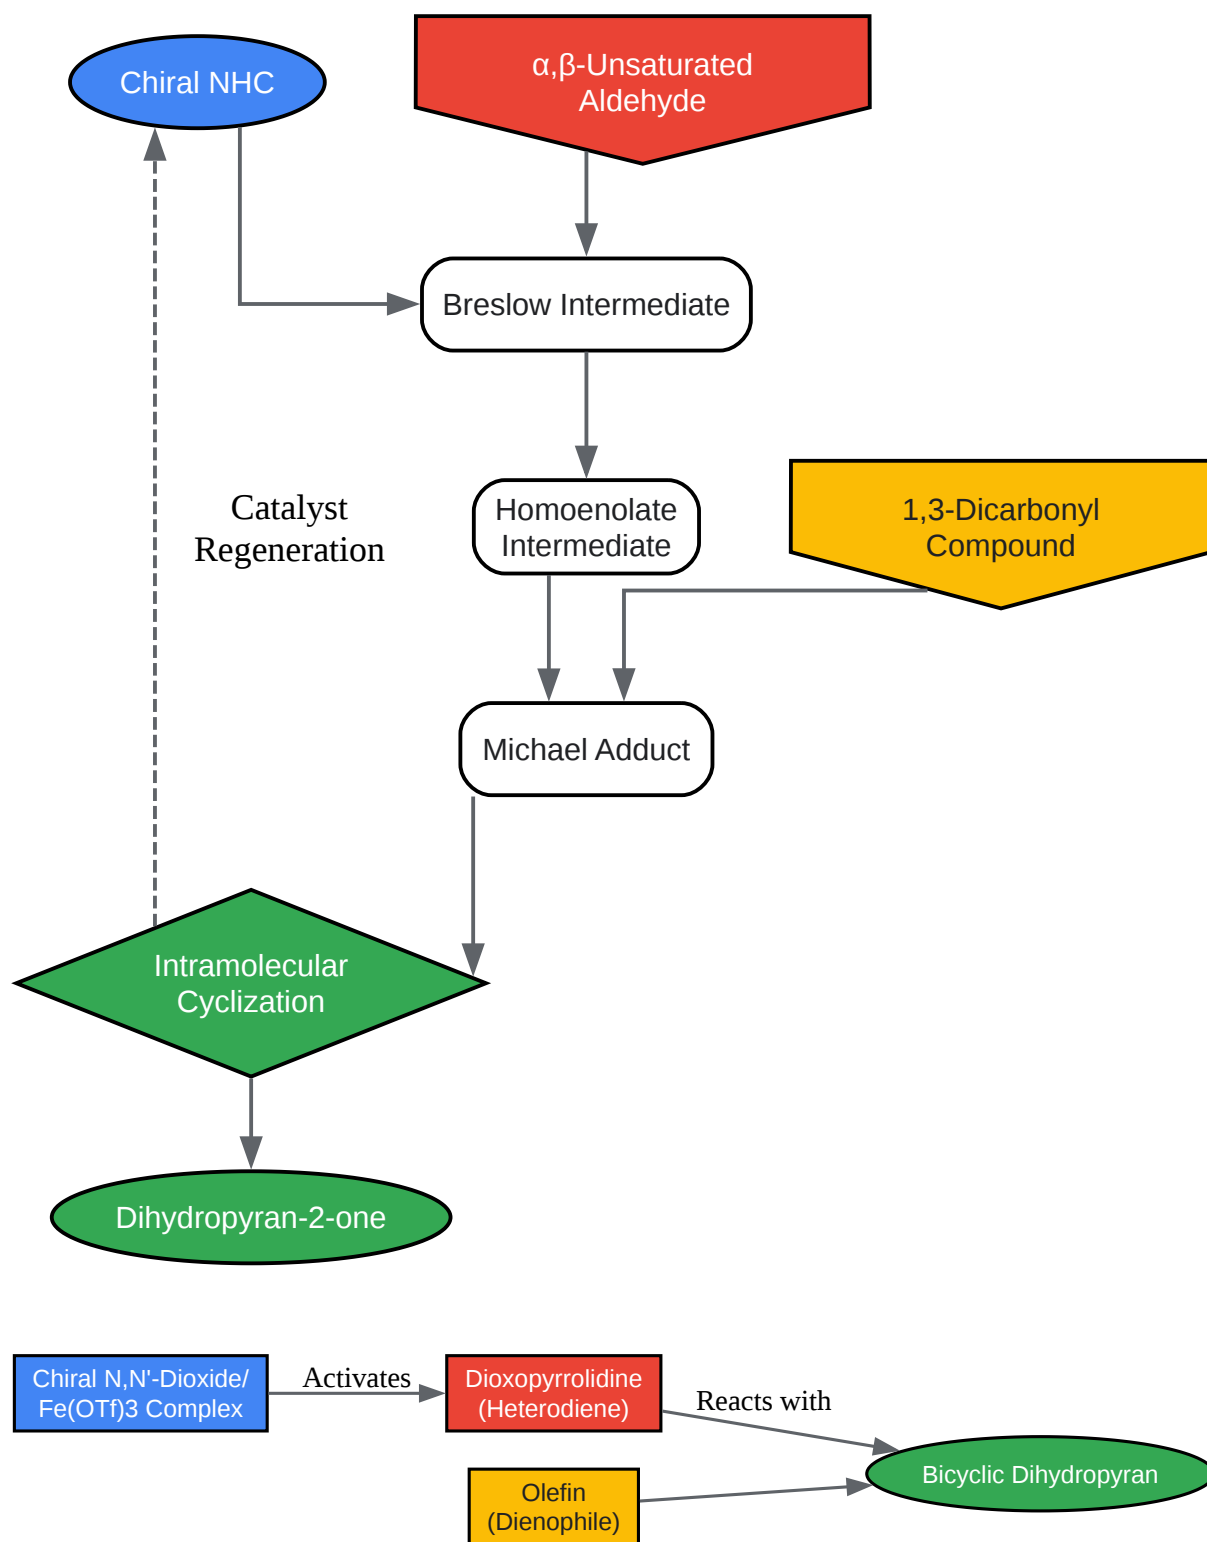 Chiral NHC
α,β-Unsaturated
Aldehyde
Breslow Intermediate
Catalyst
Regeneration
Homoenolate
Intermediate
1,3-Dicarbonyl
Compound
Michael Adduct
Intramolecular
Cyclization
Dihydropyran-2-one
Chiral N,N'-Dioxide/
Fe(OTf)3 Complex
Activates
Dioxopyrrolidine
(Heterodiene)
Reacts with
Olefin
(Dienophile)
Bicyclic Dihydropyran